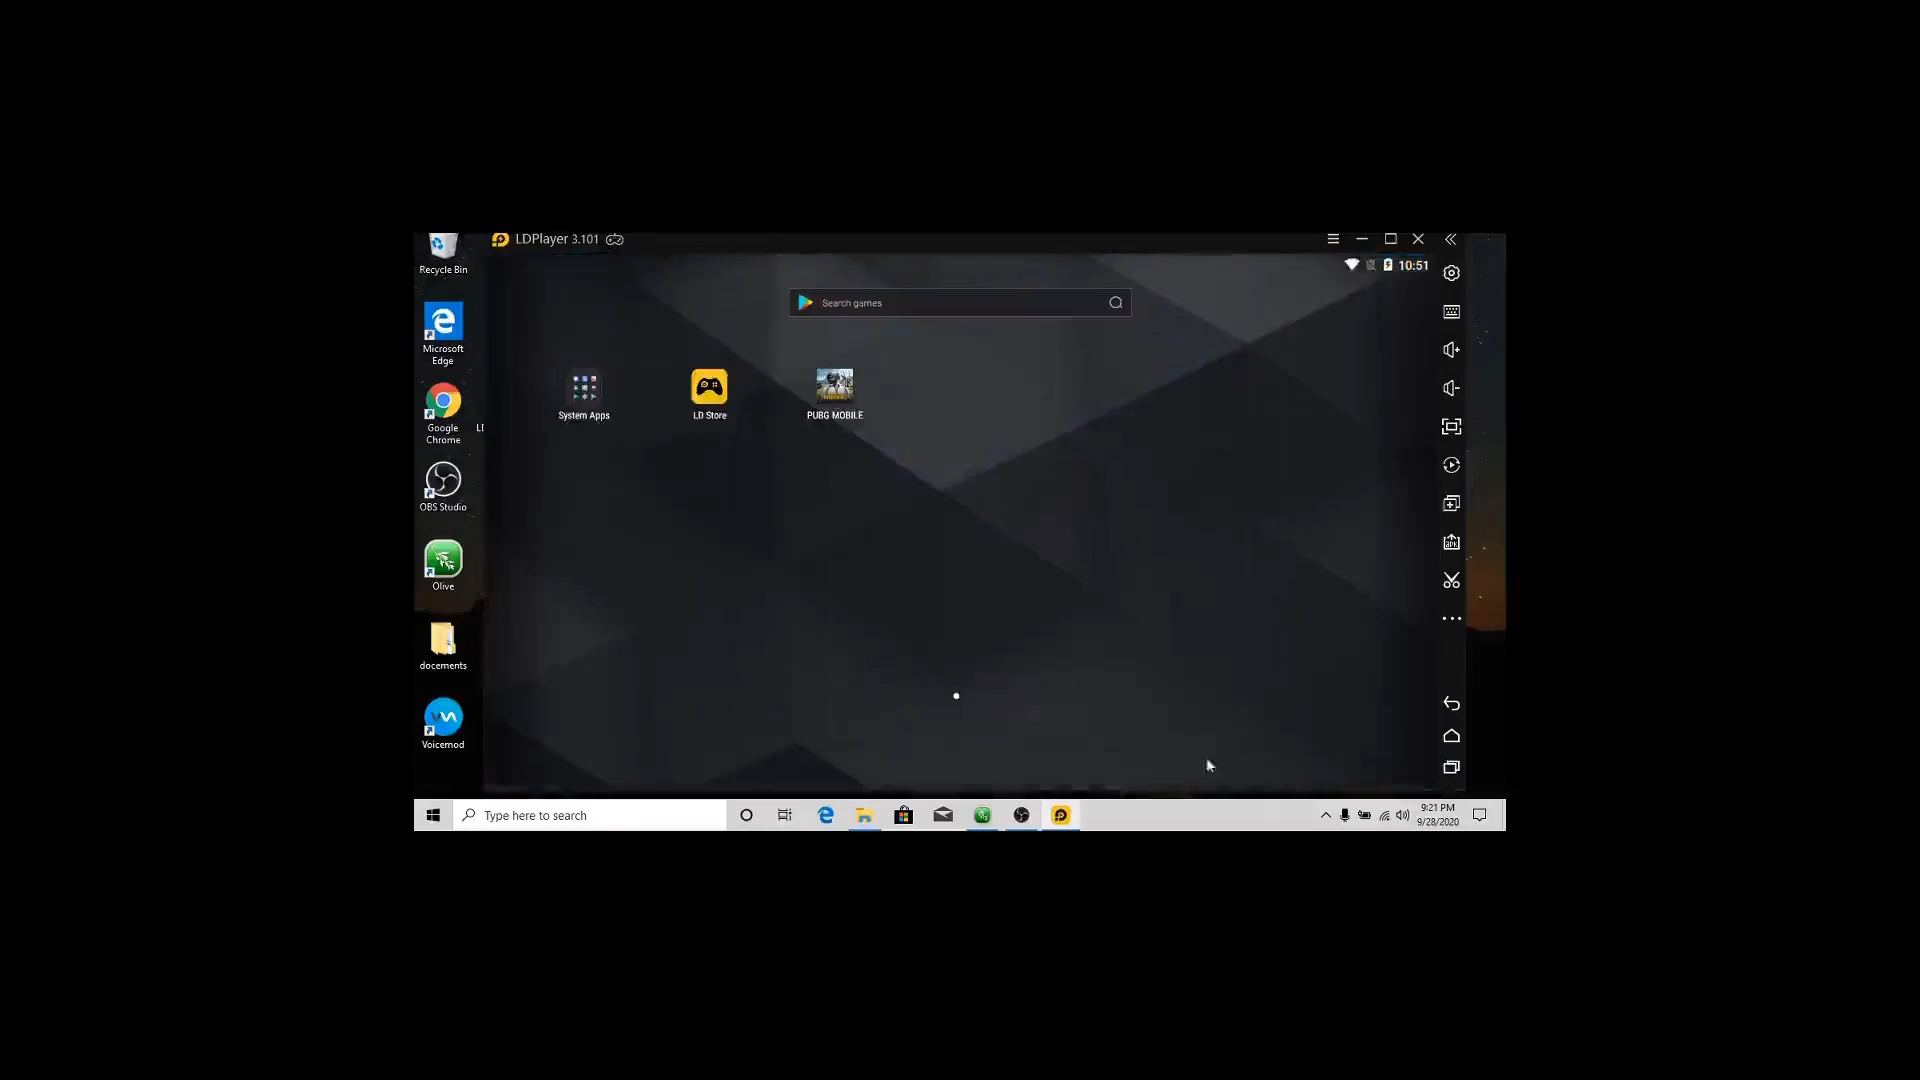 Recycle Bin
LDPlayer 3.101
10:51
Search games
Microsoft
Edge
System Apps
LD Store
PUBG MOBILE
Google
Chrome
OBS Studio
Olive
docements
Voicemod
Type here to search
9:21 PM
9/28/2020